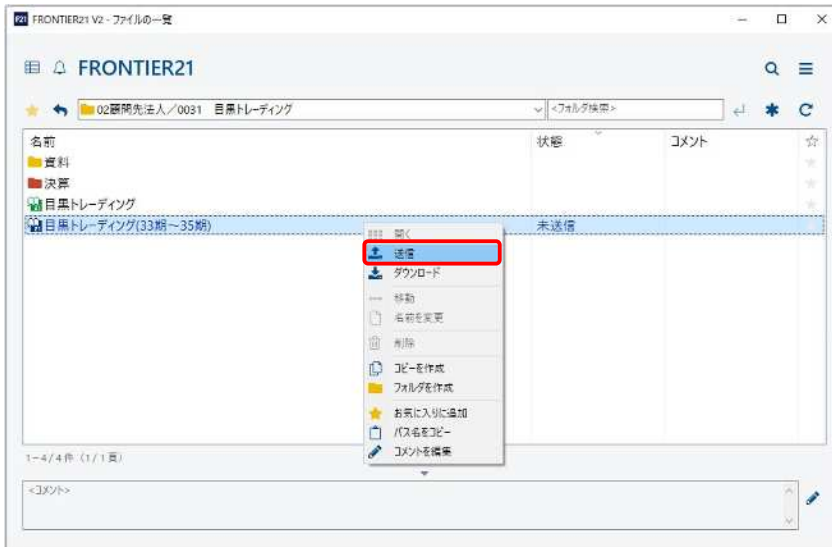 F21 FRONTIER21 V2 - ファイルの一覧
FRONTIER21
02顧問先法人／0031 目黒トレーディング
<フォルダ検索>
名前 状態 コメント
資料
決算
目黒トレーディング
目黒トレーディング(33期～35期) 未送信
開く
送信
ダウンロード
移動
名前を変更
削除
コピーを作成
フォルダを作成
お気に入りに追加
パス名をコピー
コメントを編集
1-4/4件 (1/1頁)
<コメント>